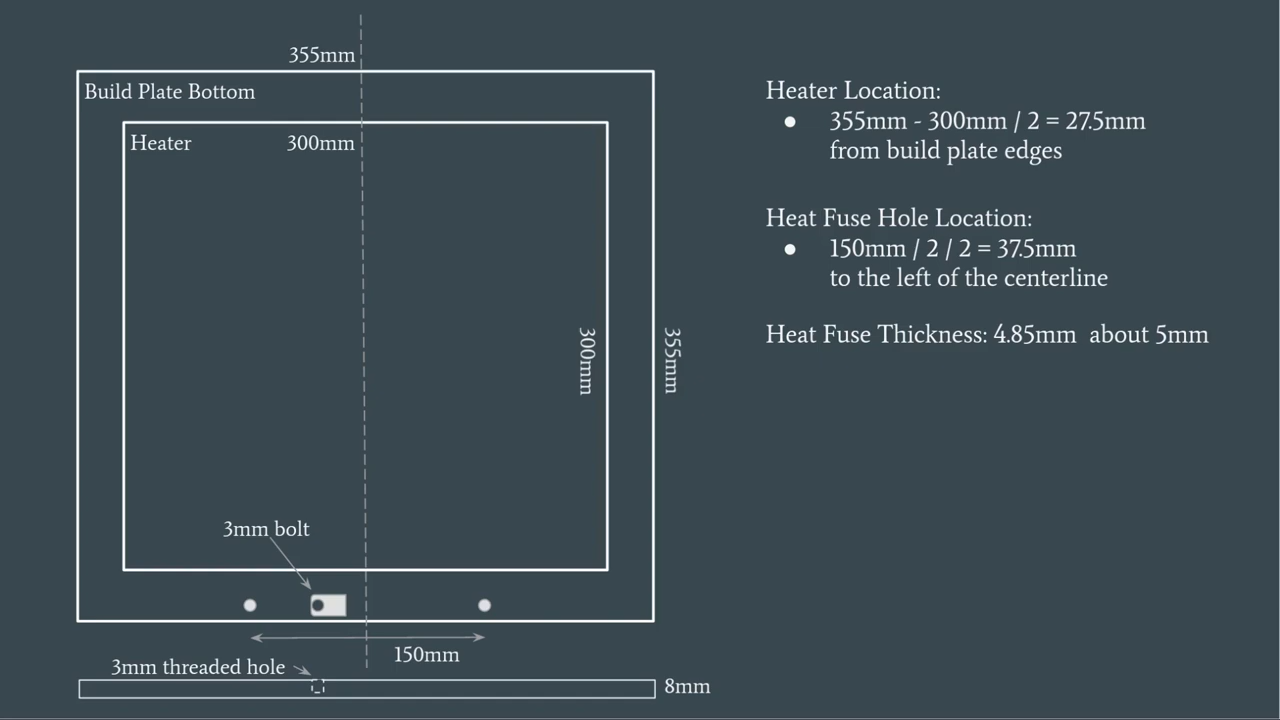 355mm
Build Plate Bottom
Heater
300mm
300mm
355mm
3mm bolt
150mm
3mm threaded hole
8mm
Heater Location:
● 355mm - 300mm / 2 = 27.5mm
from build plate edges
Heat Fuse Hole Location:
● 150mm / 2 / 2 = 37.5mm
to the left of the centerline
Heat Fuse Thickness: 4.85mm about 5mm